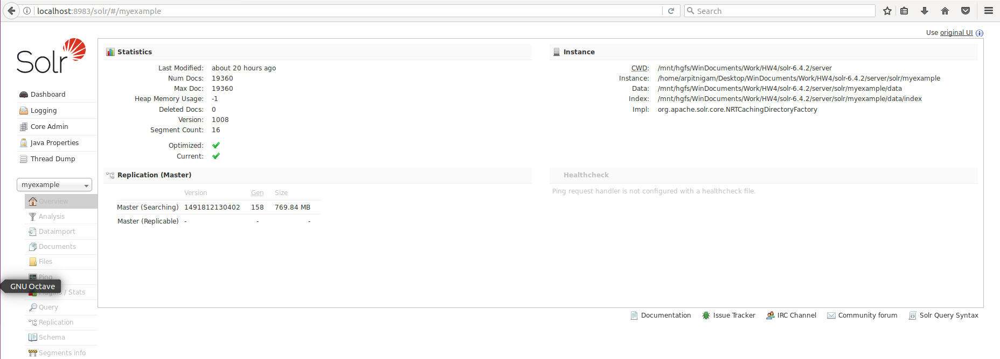 localhost:8983/solr/#/myexample
Search
Use original UI
Solr
Statistics
Last Modified: about 20 hours ago
Num Docs: 19360
Max Doc: 19360
Heap Memory Usage: -1
Deleted Docs: 0
Version: 1008
Segment Count: 16
Optimized:
Current:
Instance
CWD: /mnt/hgfs/WinDocuments/Work/HW4/solr-6.4.2/server
Instance: /home/arpitnigam/Desktop/WinDocuments/Work/HW4/solr-6.4.2/server/solr/myexample
Data: /mnt/hgfs/WinDocuments/Work/HW4/solr-6.4.2/server/solr/myexample/data
Index: /mnt/hgfs/WinDocuments/Work/HW4/solr-6.4.2/server/solr/myexample/data/index
Impl: org.apache.solr.core.NRTCachingDirectoryFactory
Dashboard
Logging
Core Admin
Java Properties
Thread Dump
myexample
Overview
Analysis
Dataimport
Documents
Files
Ping
GNU Octave
Plugins / Stats
Query
Replication
Schema
Segments info
Replication (Master)
Version Gen Size
Master (Searching) 1491812130402 158 769.84 MB
Master (Replicable) - - -
Healthcheck
Ping request handler is not configured with a healthcheck file.
Documentation Issue Tracker IRC Channel Community forum Solr Query Syntax